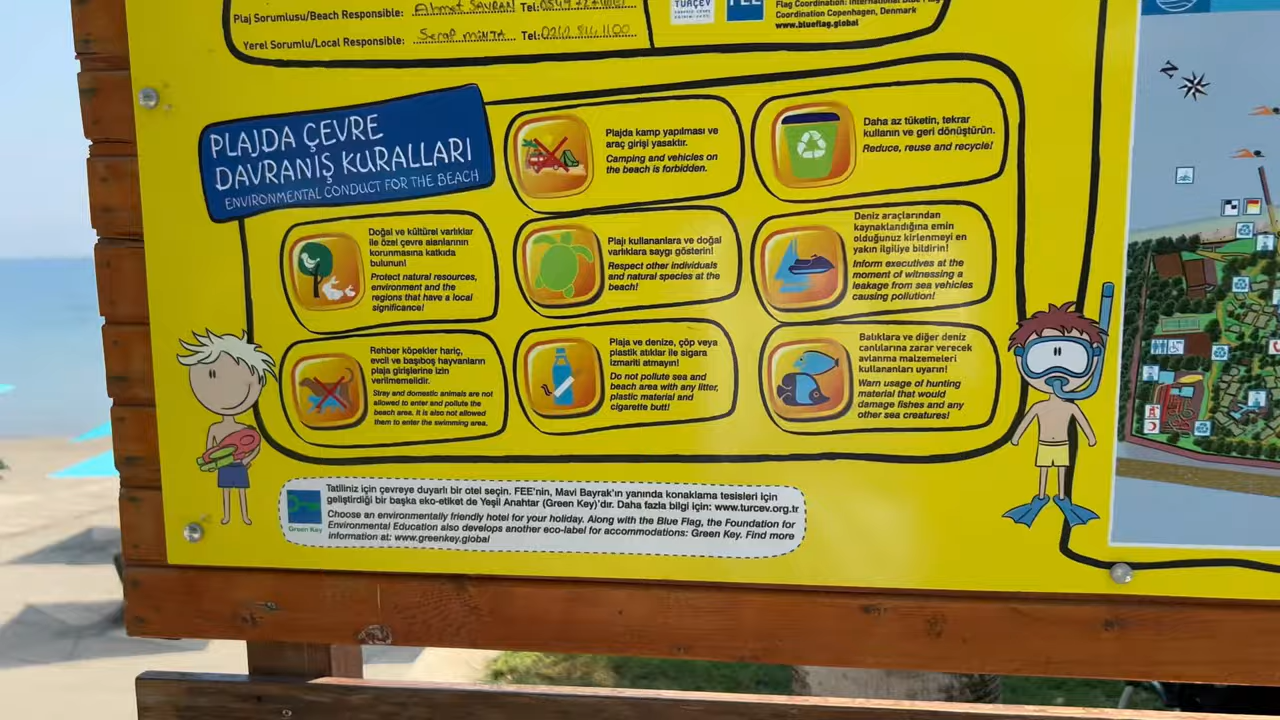 Plaj Sorumlusu/Beach Responsible: Ahmet SAVRAN Tel:
Yerel Sorumlu/Local Responsible: Serap Tel:
TÜRÇEV
FEE
Flag Coordination: International Blue Flag
Coordination Copenhagen, Denmark
www.blueflag.global
PLAJDA ÇEVRE
DAVRANIŞ KURALLARI
ENVIRONMENTAL CONDUCT FOR THE BEACH
Plajda kamp yapılması ve
araç girişi yasaktır.
Camping and vehicles on
the beach is forbidden.
Daha az tüketin, tekrar
kullanın ve geri dönüştürün.
Reduce, reuse and recycle!
Doğal ve kültürel varlıklar
ile özel çevre alanlarının
korunmasına katkıda
bulunun!
Protect natural resources,
environment and the
regions that have a local
significance!
Plajı kullananlara ve doğal
varlıklara saygı gösterin!
Respect other individuals
and natural species at the
beach!
Deniz araçlarından
kaynaklandığına emin
olduğunuz kirlenmeyi en
yakın ilgiliye bildirin!
Inform executives at the
moment of witnessing a
leakage from sea vehicles
causing pollution!
Rehber köpekler hariç,
evcil ve başıboş hayvanların
plaja girişlerine izin
verilmemelidir.
Stray and domestic animals are not
allowed to enter and pollute the
beach area. It is also not allowed
them to enter the swimming area.
Plaja ve denize, çöp veya
plastik atıklar ile sigara
izmariti atmayın!
Do not pollute sea and
beach area with any litter,
plastic material and
cigarette butt!
Balıklara ve diğer deniz
canlılarına zarar verecek
avlanma malzemeleri
kullananları uyarın!
Warn usage of hunting
material that would
damage fishes and any
other sea creatures!
Green Key
Tatiliniz için çevreye duyarlı bir otel seçin. FEE'nin, Mavi Bayrak'ın yanında konaklama tesisleri için
geliştirdiği bir başka eko-etiket de Yeşil Anahtar (Green Key)'dır. Daha fazla bilgi için: www.turcev.org.tr
Choose an environmentally friendly hotel for your holiday. Along with the Blue Flag, the Foundation for
Environmental Education also develops another eco-label for accommodations: Green Key. Find more
information at: www.greenkey.global
N